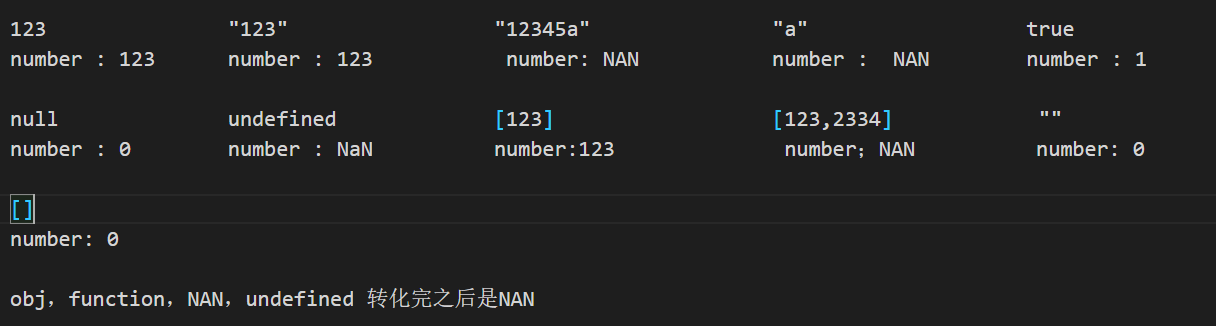 123 "123" "12345a" "a" true
number : 123 number : 123 number: NAN number : NAN number : 1
null undefined [123] [123,2334] ""
number : 0 number : NaN number:123 number；NAN number: 0
[]
number: 0
obj，function，NAN，undefined 转化完之后是NAN